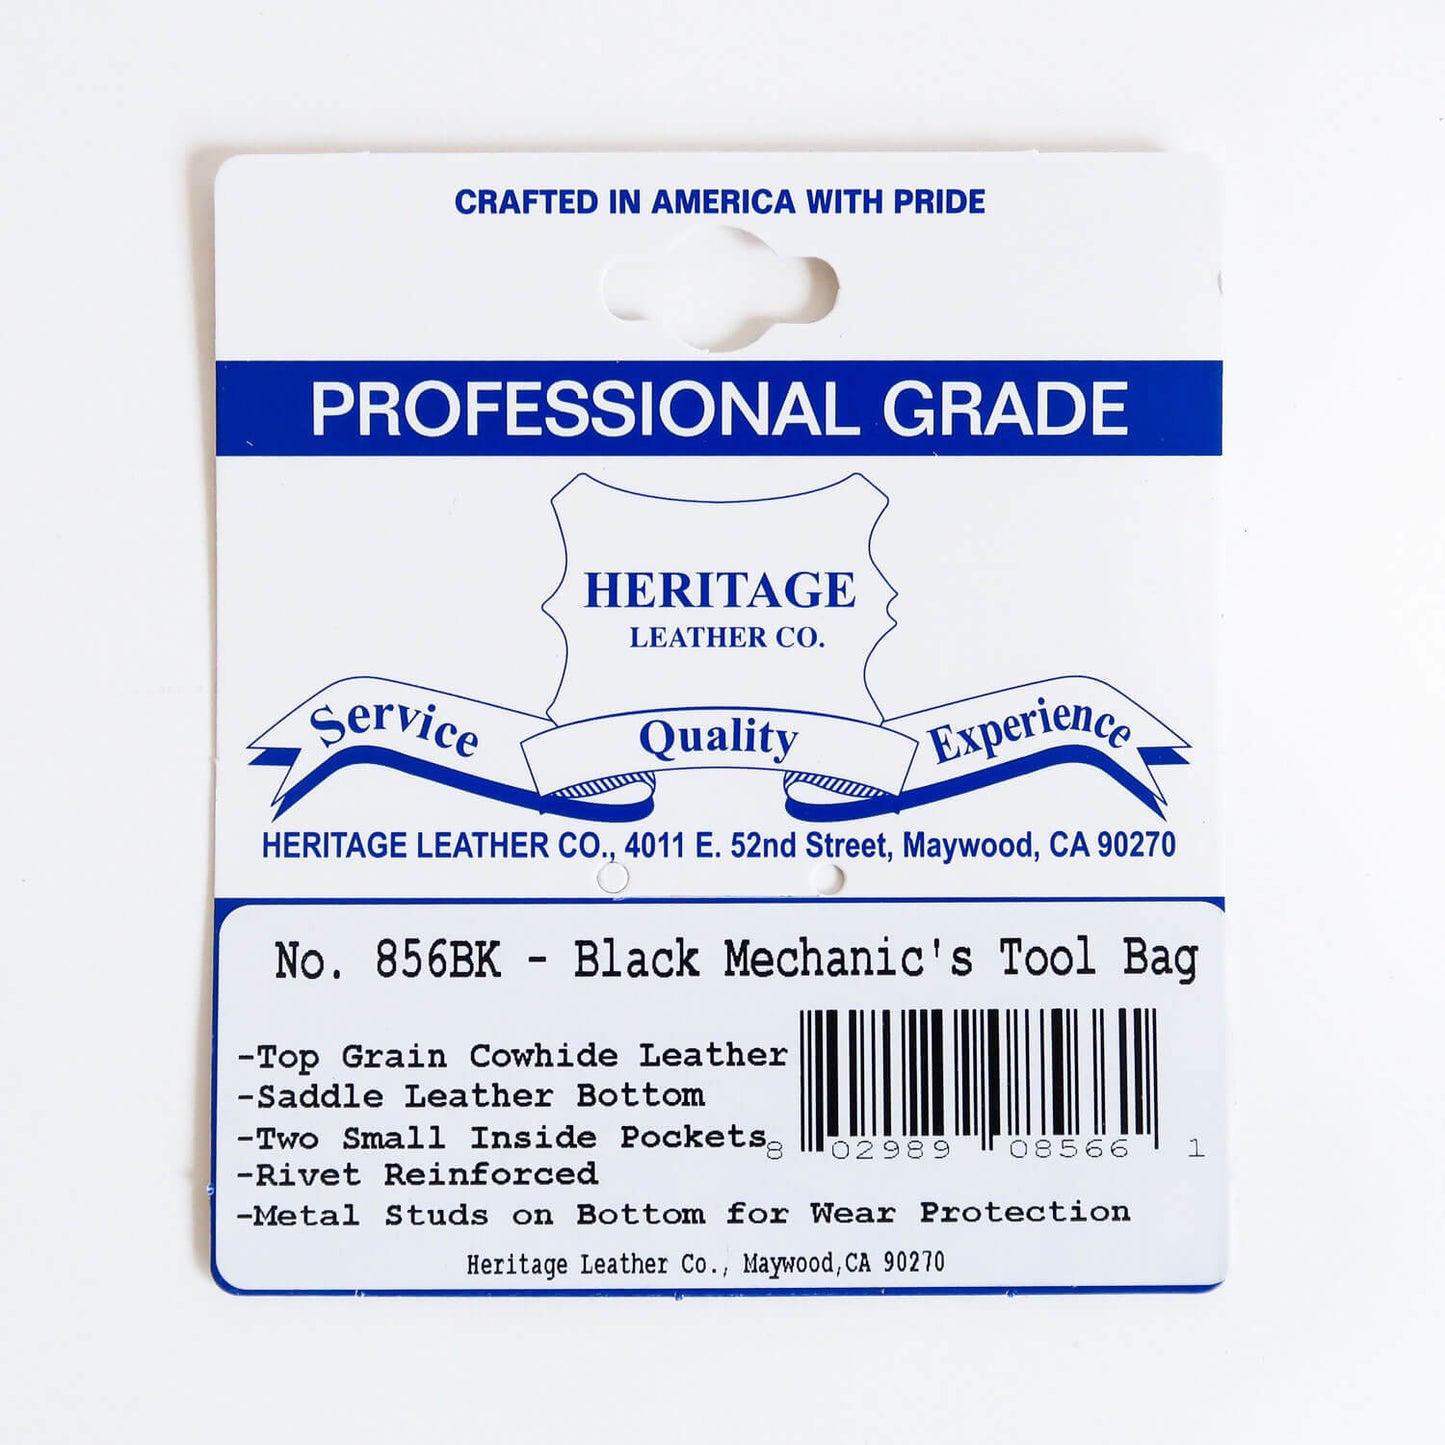 CRAFTED IN AMERICA WITH PRIDE
PROFESSIONAL GRADE
HERITAGE
LEATHER CO.
Service Quality Experience
HERITAGE LEATHER CO., 4011 E. 52nd Street, Maywood, CA 90270
No. 856BK - Black Mechanic's Tool Bag
-Top Grain Cowhide Leather
-Saddle Leather Bottom
-Two Small Inside Pockets
8 02989 08566 1
-Rivet Reinforced
-Metal Studs on Bottom for Wear Protection
Heritage Leather Co., Maywood,CA 90270